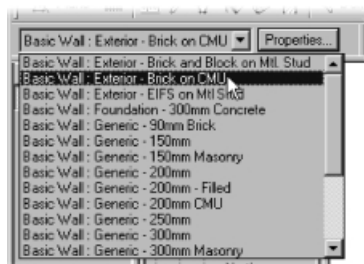 Basic Wall : Exterior - Brick on CMU Properties...
Basic Wall : Exterior - Brick and Block on Mtl. Stud
Basic Wall : Exterior - Brick on CMU
Basic Wall : Exterior - EIFS on Mtl Stud
Basic Wall : Foundation - 300mm Concrete
Basic Wall : Generic - 90mm Brick
Basic Wall : Generic - 150mm
Basic Wall : Generic - 150mm Masonry
Basic Wall : Generic - 200mm
Basic Wall : Generic - 200mm - Filled
Basic Wall : Generic - 200mm CMU
Basic Wall : Generic - 250mm
Basic Wall : Generic - 300mm
Basic Wall : Generic - 300mm Masonry